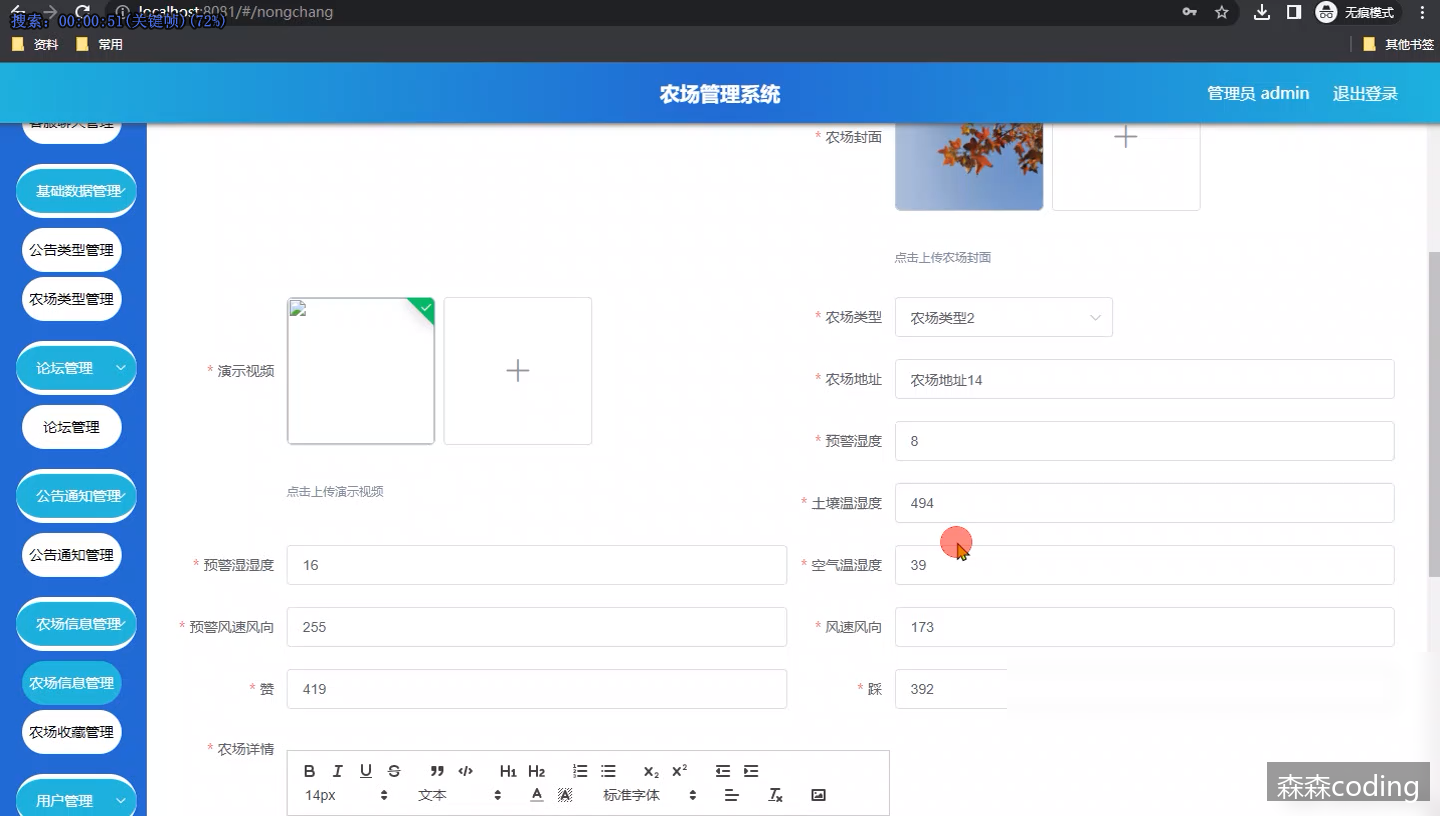 localhost:8081/#/nongchang
无痕模式
搜索：00:00:51(关键帧)(72%)
资料
常用
其他书签
农场管理系统
管理员 admin
退出登录
客服聊天管理
基础数据管理
公告类型管理
农场类型管理
论坛管理
论坛管理
公告通知管理
公告通知管理
农场信息管理
农场信息管理
农场收藏管理
用户管理
* 农场封面
点击上传农场封面
* 演示视频
点击上传演示视频
* 农场类型
农场类型2
* 农场地址
农场地址14
* 预警湿度
8
* 土壤温湿度
494
* 预警湿湿度
16
* 空气温湿度
39
* 预警风速风向
255
* 风速风向
173
* 赞
419
* 踩
392
* 农场详情
B I U S H1 H2 X2 X2
14px
文本
标准字体
森森coding